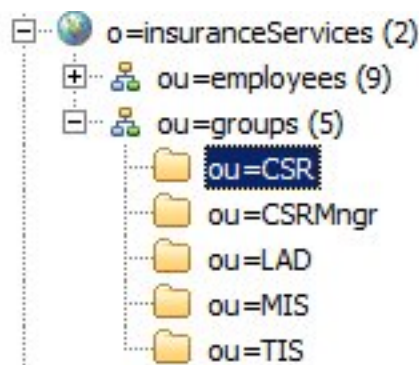 o=insuranceServices (2)
ou=employees (9)
ou=groups (5)
ou=CSR
ou=CSRMngr
ou=LAD
ou=MIS
ou=TIS